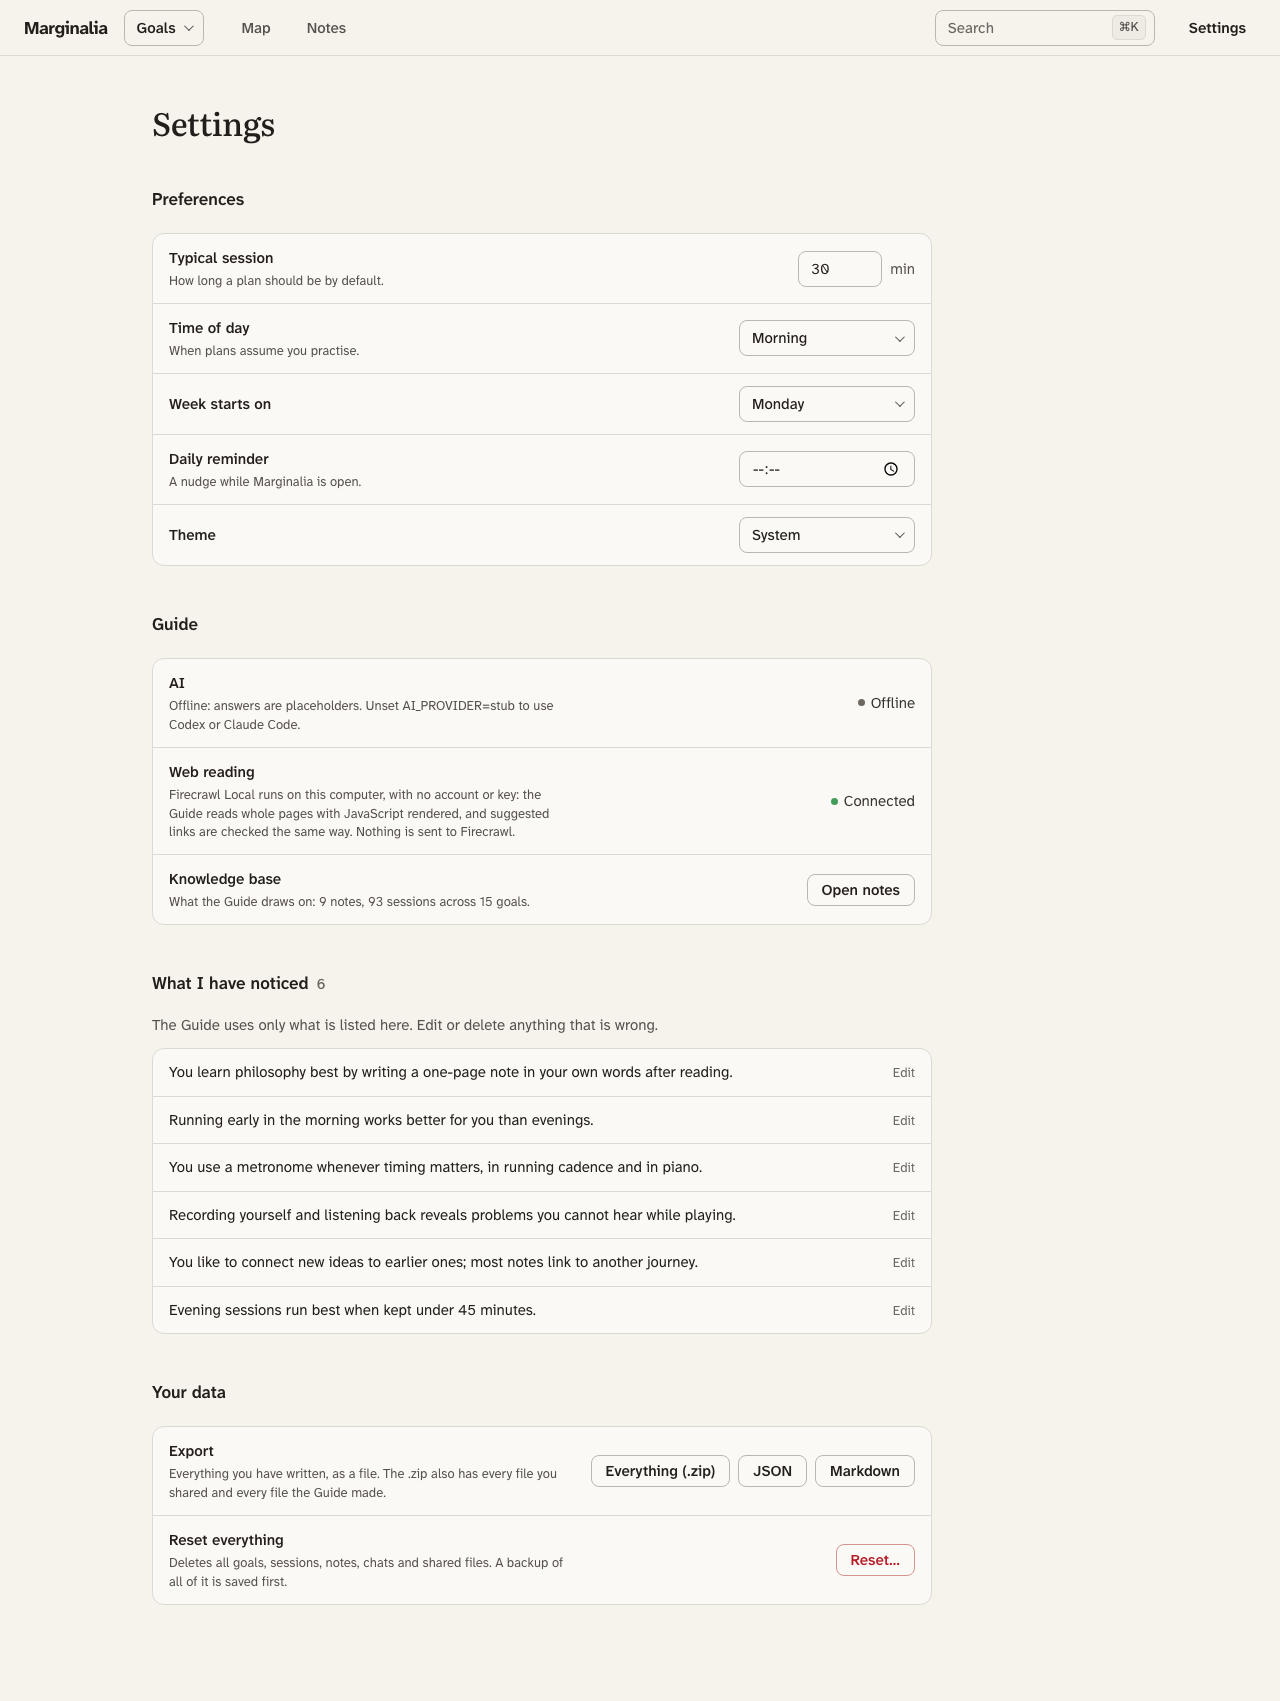 Marginalia
Goals
Map
Notes
Search
⌘K
Settings
Settings
Preferences
Typical session
How long a plan should be by default.
30
min
Time of day
When plans assume you practise.
Morning
Week starts on
Monday
Daily reminder
A nudge while Marginalia is open.
--:--
Theme
System
Guide
AI
Offline: answers are placeholders. Unset AI_PROVIDER=stub to use
Codex or Claude Code.
Offline
Web reading
Firecrawl Local runs on this computer, with no account or key: the
Guide reads whole pages with JavaScript rendered, and suggested
links are checked the same way. Nothing is sent to Firecrawl.
Connected
Knowledge base
What the Guide draws on: 9 notes, 93 sessions across 15 goals.
Open notes
What I have noticed 6
The Guide uses only what is listed here. Edit or delete anything that is wrong.
You learn philosophy best by writing a one-page note in your own words after reading.
Edit
Running early in the morning works better for you than evenings.
Edit
You use a metronome whenever timing matters, in running cadence and in piano.
Edit
Recording yourself and listening back reveals problems you cannot hear while playing.
Edit
You like to connect new ideas to earlier ones; most notes link to another journey.
Edit
Evening sessions run best when kept under 45 minutes.
Edit
Your data
Export
Everything you have written, as a file. The .zip also has every file you
shared and every file the Guide made.
Everything (.zip)
JSON
Markdown
Reset everything
Deletes all goals, sessions, notes, chats and shared files. A backup of
all of it is saved first.
Reset...